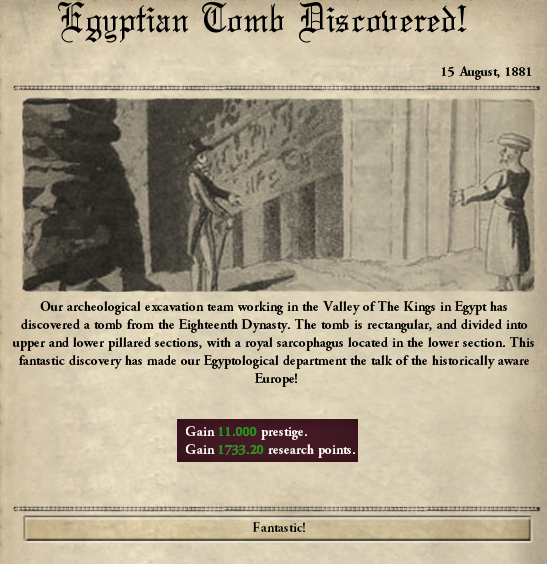 Egyptian Tomb Discovered!
15 August, 1881
Our archeological excavation team working in the Valley of The Kings in Egypt has
discovered a tomb from the Eighteenth Dynasty. The tomb is rectangular, and divided into
upper and lower pillared sections, with a royal sarcophagus located in the lower section. This
fantastic discovery has made our Egyptological department the talk of the historically aware
Europe!
Gain 11.000 prestige.
Gain 1733.20 research points.
Fantastic!